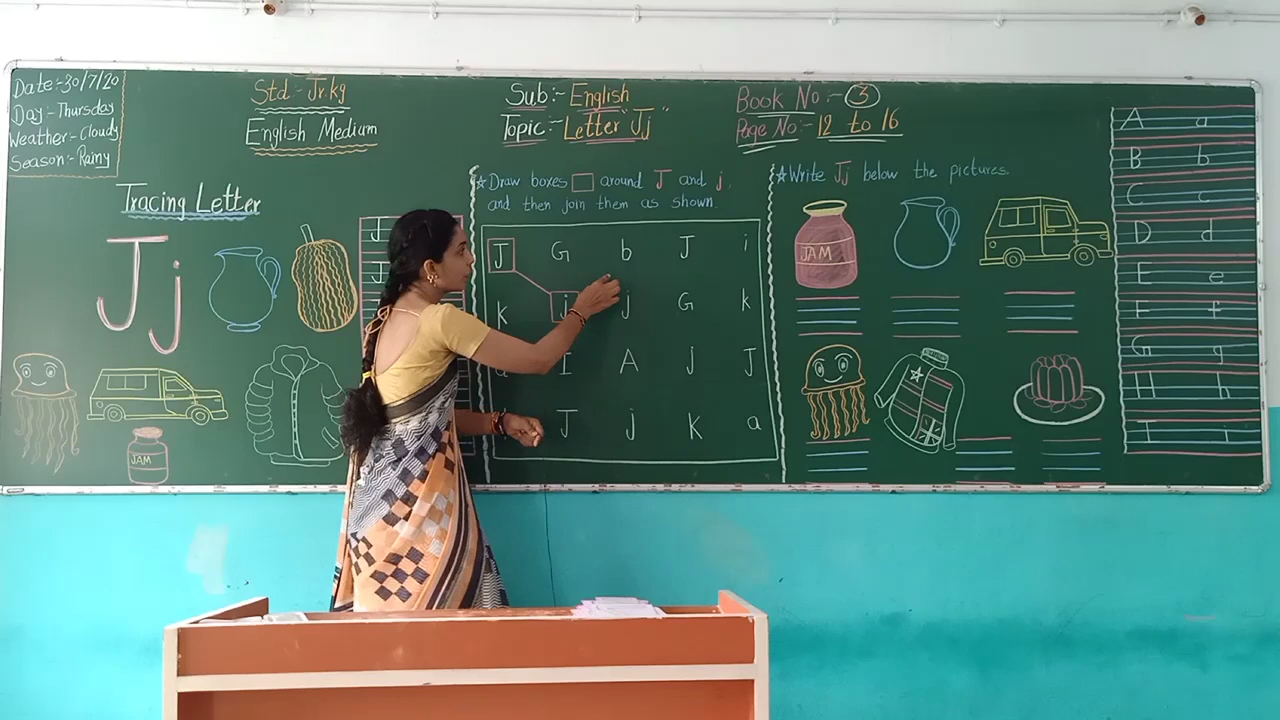 Date:-30/7/20
Day:-Thursday
Weather-cloudy
Season:-Rainy
Std:-Jr.kg
English Medium
Sub:-English
Topic:-Letter "Jj"
Book No:-3
Page No:-12 to 16
Tracing Letter
Jj
JAM
J
J
☆Draw boxes □ around J and j,
and then join them as shown.
J G b J i
k j j G k
a I A j J
J j K a
☆Write Jj below the pictures.
JAM
A a
B b
C c
D d
E e
F f
G g
H h
I i